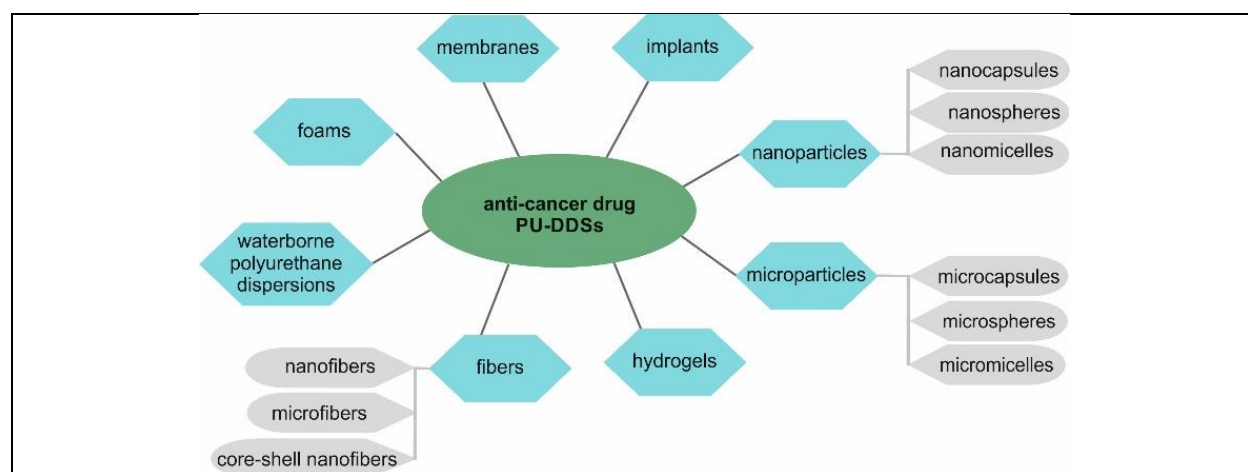 membranes
implants
nanocapsules
nanospheres
nanomicelles
foams
nanoparticles
anti-cancer drug
PU-DDSs
waterborne
polyurethane
dispersions
microparticles
microcapsules
microspheres
micromicelles
nanofibers
microfibers
core-shell nanofibers
fibers
hydrogels